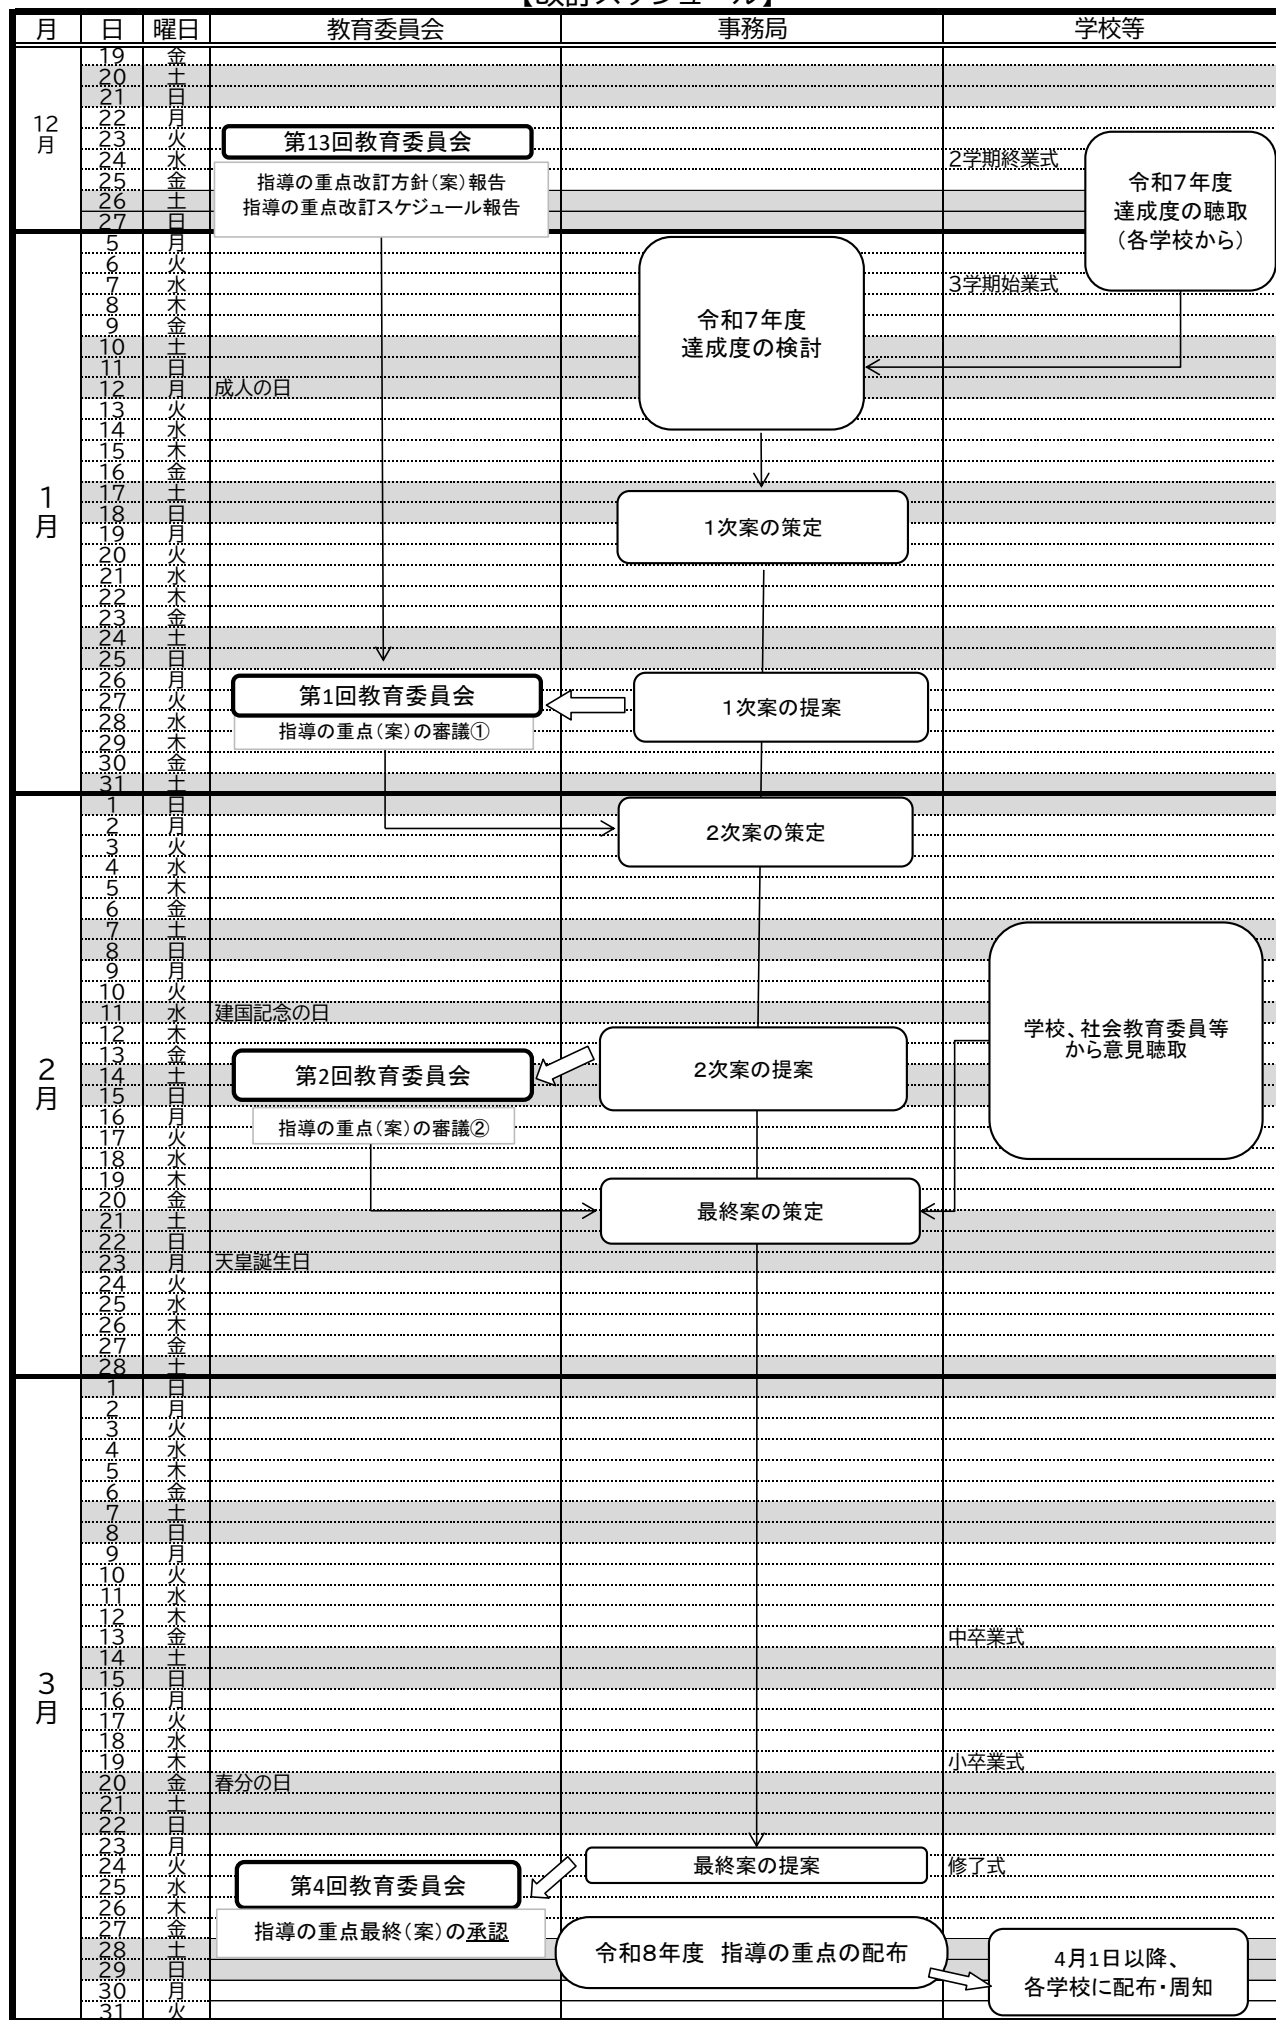 【改訂スケジュール】
月 日 曜日 教育委員会 事務局 学校等
12月
19 金
20 土
21 日
22 月
23 火
24 水 2学期終業式
25 金
26 土
27 日
第13回教育委員会
指導の重点改訂方針(案)報告
指導の重点改訂スケジュール報告
令和7年度
達成度の聴取
(各学校から)
1月
5 月
6 火
7 水 3学期始業式
8 木
9 金
10 土
11 日
12 月 成人の日
13 火
14 水
15 木
16 金
17 土
18 日
19 月
20 火
21 水
22 木
23 金
24 土
25 日
26 月
27 火
28 水
29 木
30 金
31 土
令和7年度
達成度の検討
1次案の策定
第1回教育委員会
指導の重点(案)の審議①
1次案の提案
2月
1 日
2 月
3 火
4 水
5 木
6 金
7 土
8 日
9 月
10 火
11 水 建国記念の日
12 木
13 金
14 土
15 日
16 月
17 火
18 水
19 木
20 金
21 土
22 日
23 月 天皇誕生日
24 火
25 水
26 木
27 金
28 土
2次案の策定
学校、社会教育委員等
から意見聴取
第2回教育委員会
指導の重点(案)の審議②
2次案の提案
最終案の策定
3月
1 日
2 月
3 火
4 水
5 木
6 金
7 土
8 日
9 月
10 火
11 水
12 木
13 金 中卒業式
14 土
15 日
16 月
17 火
18 水
19 木 小卒業式
20 金 春分の日
21 土
22 日
23 月
24 火 修了式
25 水
26 木
27 金
28 土
29 日
30 月
31 火
最終案の提案
第4回教育委員会
指導の重点最終(案)の承認
令和8年度 指導の重点の配布
4月1日以降、
各学校に配布・周知